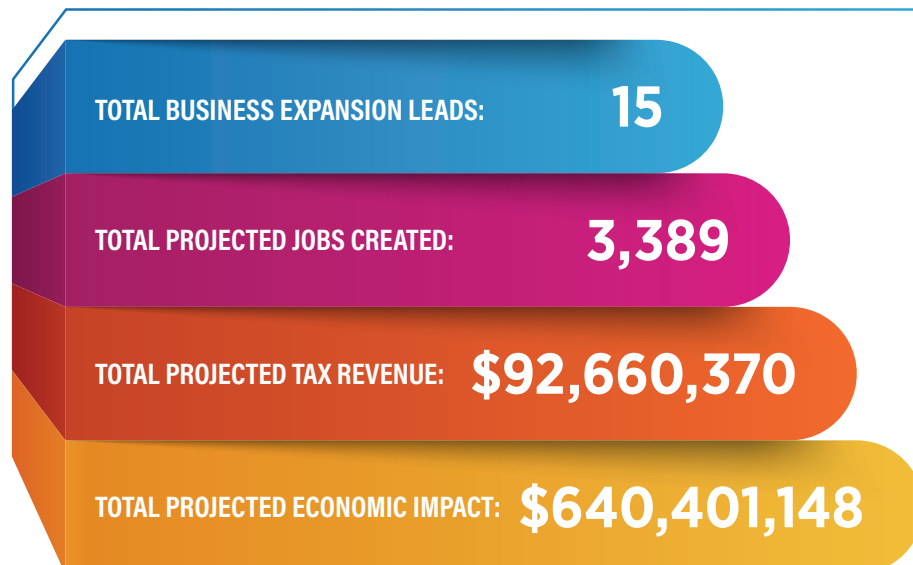 TOTAL BUSINESS EXPANSION LEADS: 15
TOTAL PROJECTED JOBS CREATED: 3,389
TOTAL PROJECTED TAX REVENUE: $92,660,370
TOTAL PROJECTED ECONOMIC IMPACT: $640,401,148